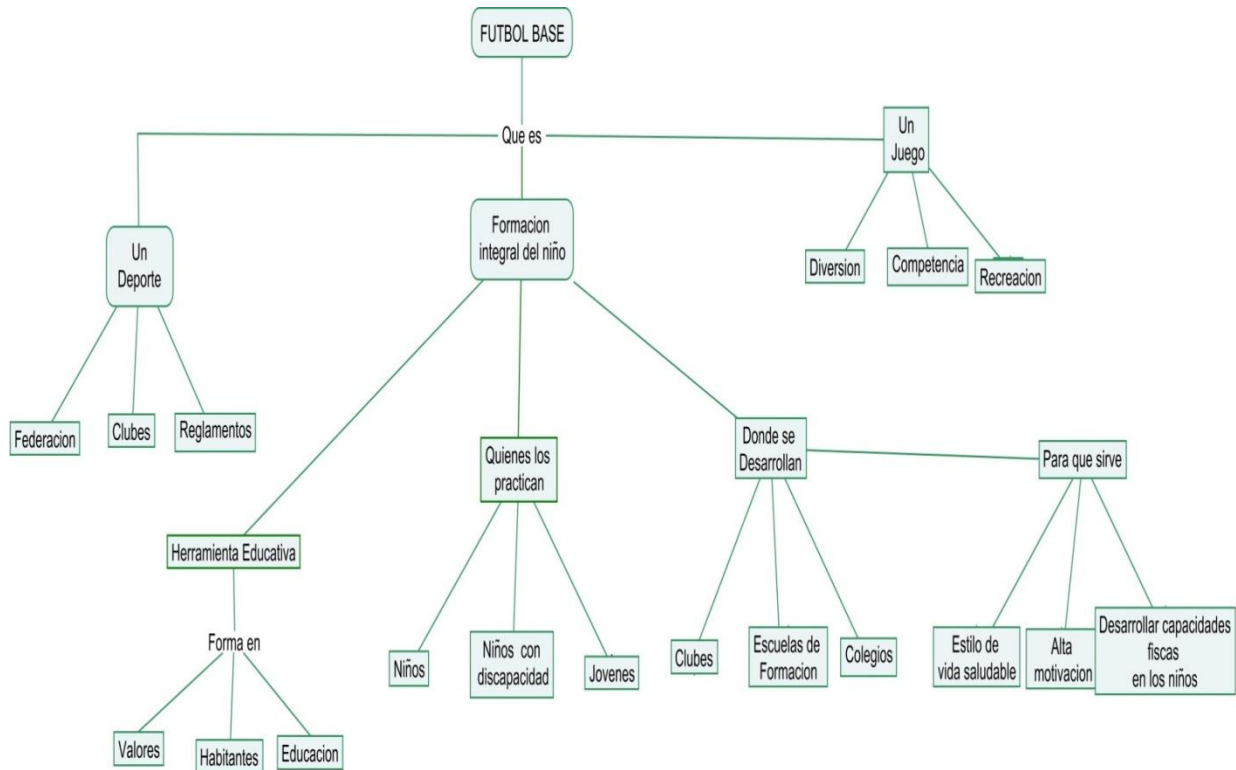 FUTBOL BASE
Que es
Un
Juego
Formacion
integral del niño
Un
Deporte
Diversion
Competencia
Recreacion
Federacion
Clubes
Reglamentos
Quienes los
practican
Donde se
Desarrollan
Para que sirve
Herramienta Educativa
Forma en
Niños
Niños con
discapacidad
Jovenes
Clubes
Escuelas de
Formacion
Colegios
Estilo de
vida saludable
Alta
motivacion
Desarrollar capacidades
fiscas
en los niños
Valores
Habitantes
Educacion